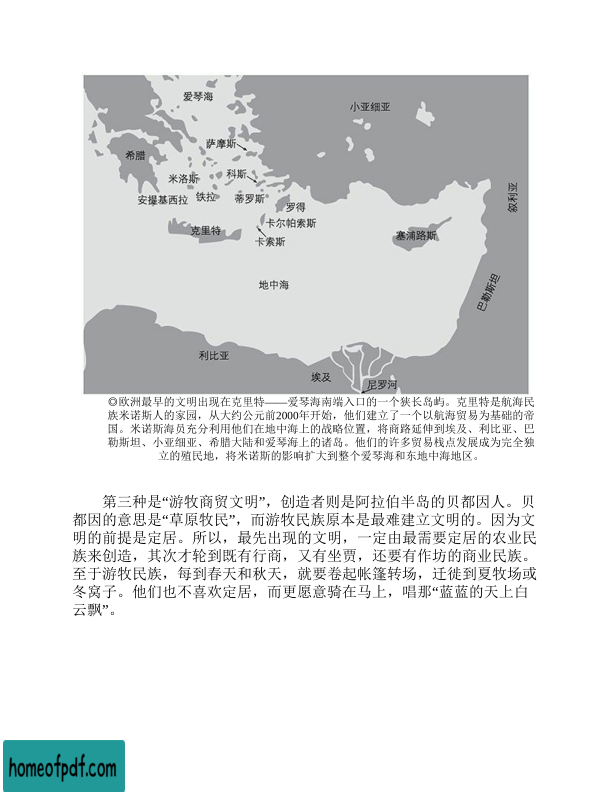 爱琴海
小亚细亚
萨摩斯
希腊
科斯
米洛斯
铁拉
安撮基西拉
蒂罗斯
罗得
叙利亚
卡尔帕索斯
克里特
塞浦路斯
卡索斯
地中海
巴勒斯坦
利比亚
埃及
尼罗河
◎欧洲最早的文明出现在克里特——爱琴海南端入口的一个狭长岛屿。克里特是航海民
族米诺斯人的家园，从大约公元前2000年开始，他们建立了一个以航海贸易为基础的帝
国。米诺斯海员充分利用他们在地中海上的战略位置，将商路延伸到埃及、利比亚、巴
勒斯坦、小亚细亚、希腊大陆和爱琴海上的诸岛。他们的许多贸易栈点发展成为完全独
立的殖民地，将米诺斯的影响扩大到整个爱琴海和东地中海地区。
第三种是“游牧商贸文明”，创造者则是阿拉伯半岛的贝都因人。贝
都因的意思是“草原牧民”，而游牧民族原本是最难建立文明的。因为文
明的前提是定居。所以，最先出现的文明，一定由最需要定居的农业民
族来创造，其次才轮到既有行商，又有坐贾，还要有作坊的商业民族。
至于游牧民族，每到春天和秋天，就要卷起帐篷转场，迁徙到夏牧场或
冬窝子。他们也不喜欢定居，而更愿意骑在马上，唱那“蓝蓝的天上白
云飘”。
homeofpdf.com